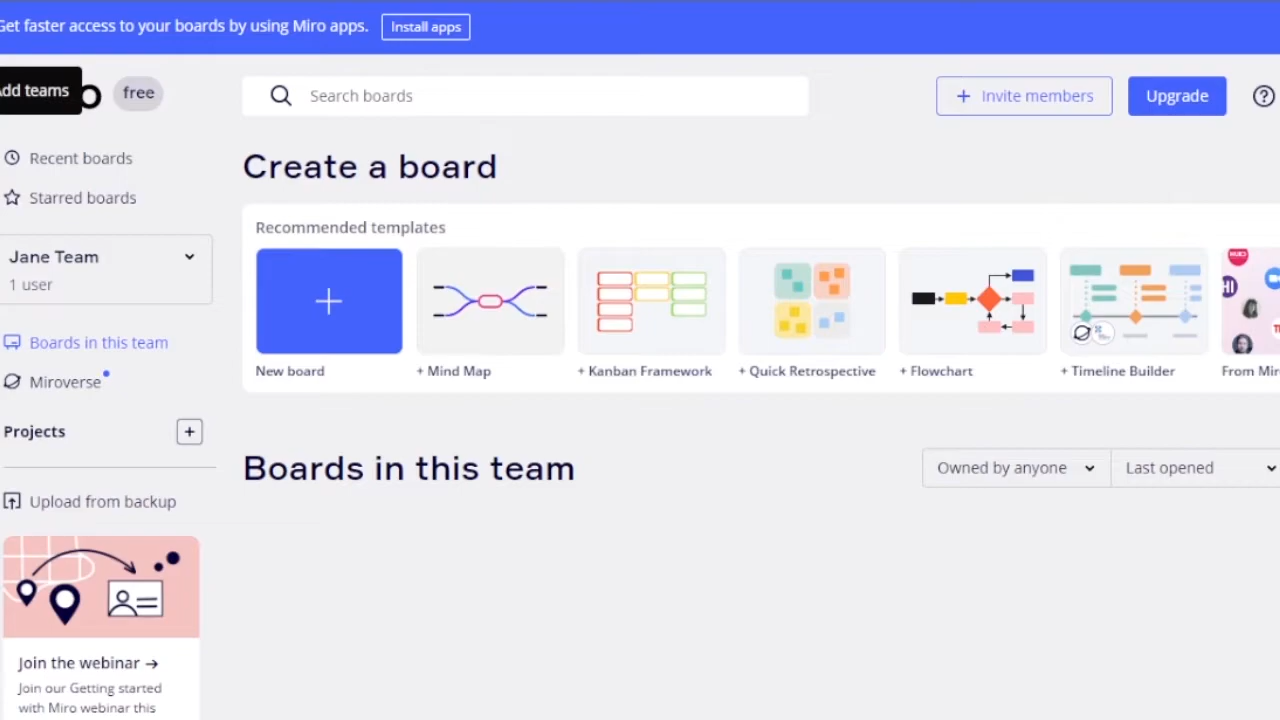 Get faster access to your boards by using Miro apps. Install apps
Add teams
free
Search boards
Invite members
Upgrade
Recent boards
Starred boards
Jane Team
1 user
Boards in this team
Miroverse
Projects
Upload from backup
Join the webinar →
Join our Getting started
with Miro webinar this
Create a board
Recommended templates
New board
+ Mind Map
+ Kanban Framework
+ Quick Retrospective
+ Flowchart
+ Timeline Builder
From Mir
Boards in this team
Owned by anyone
Last opened